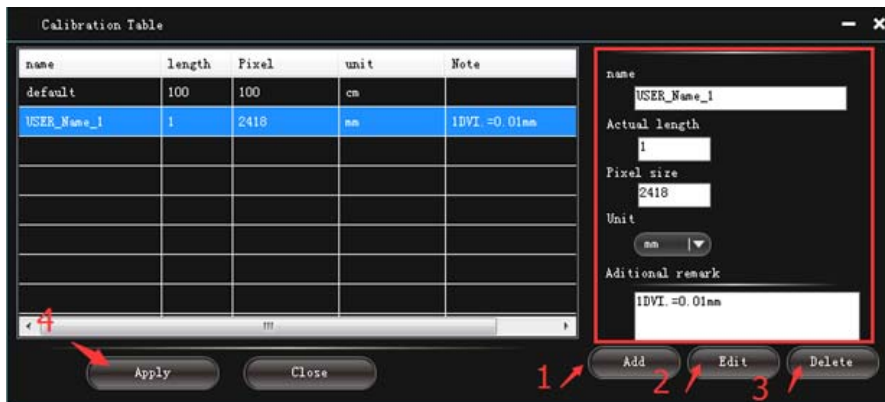 Calibration Table
name length Pixel unit Note
default 100 100 cm
USER_Name_1 1 2418 mm 1DVI.=0.01mm
name
USER_Name_1
Actual length
1
Pixel size
2418
Unit
mm
Aditional remark
1DVI.=0.01mm
4
Apply Close
1 Add 2 Edit 3 Delete